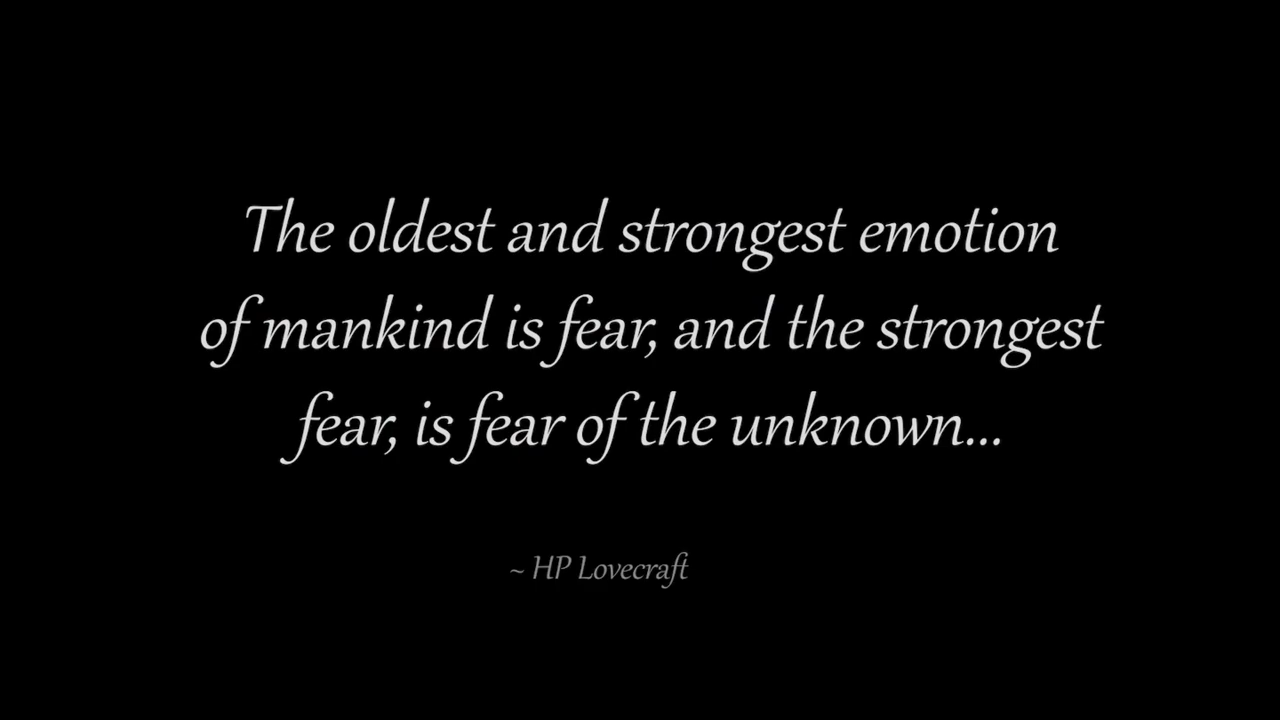 The oldest and strongest emotion
of mankind is fear, and the strongest
fear, is fear of the unknown...
~ HP Lovecraft